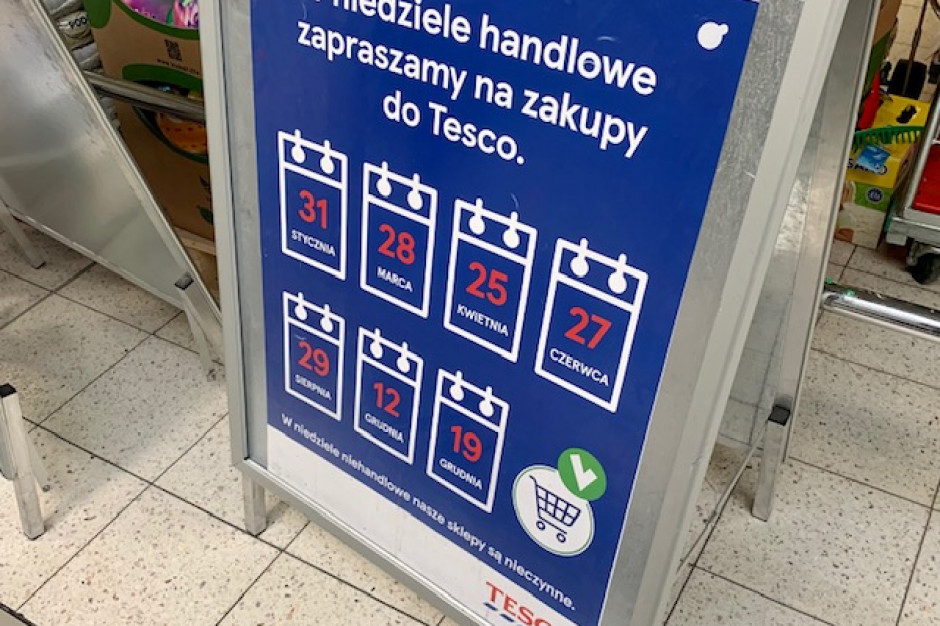 niedziele handlowe
zapraszamy na zakupy
do Tesco.
31
STYCZNIA
28
MARCA
25
KWIETNIA
27
CZERWCA
29
SIERPNIA
12
GRUDNIA
19
GRUDNIA
W niedziele niehandlowe nasze sklepy są nieczynne.
TESC